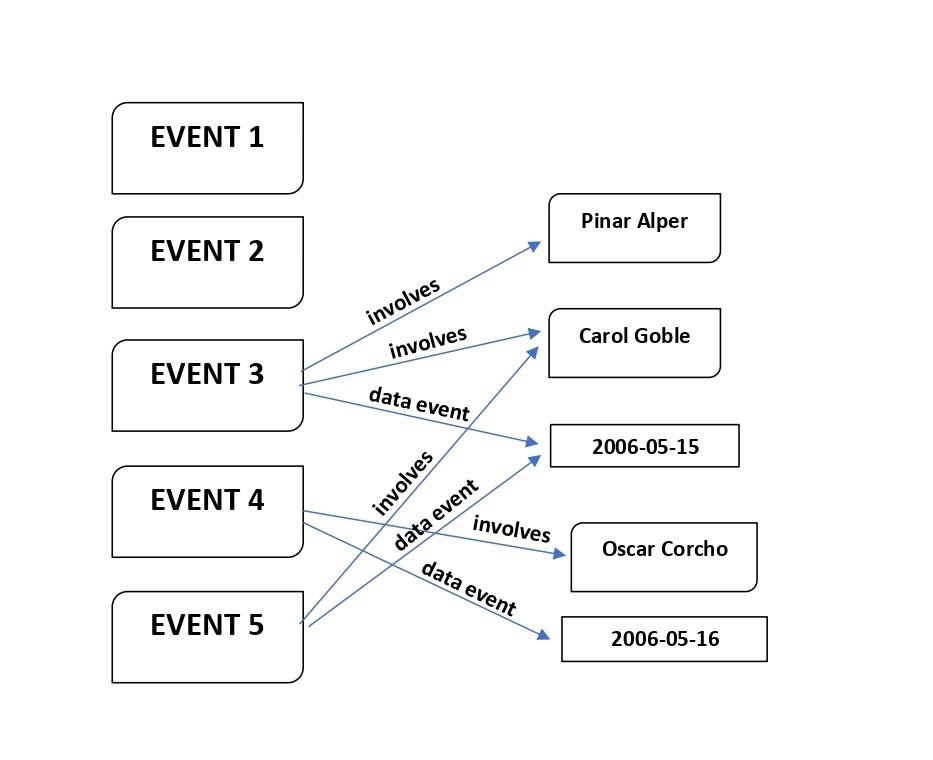 EVENT 1
EVENT 2
EVENT 3
EVENT 4
EVENT 5
involves
involves
data event
involves
data event
involves
data event
Pinar Alper
Carol Goble
2006-05-15
Oscar Corcho
2006-05-16